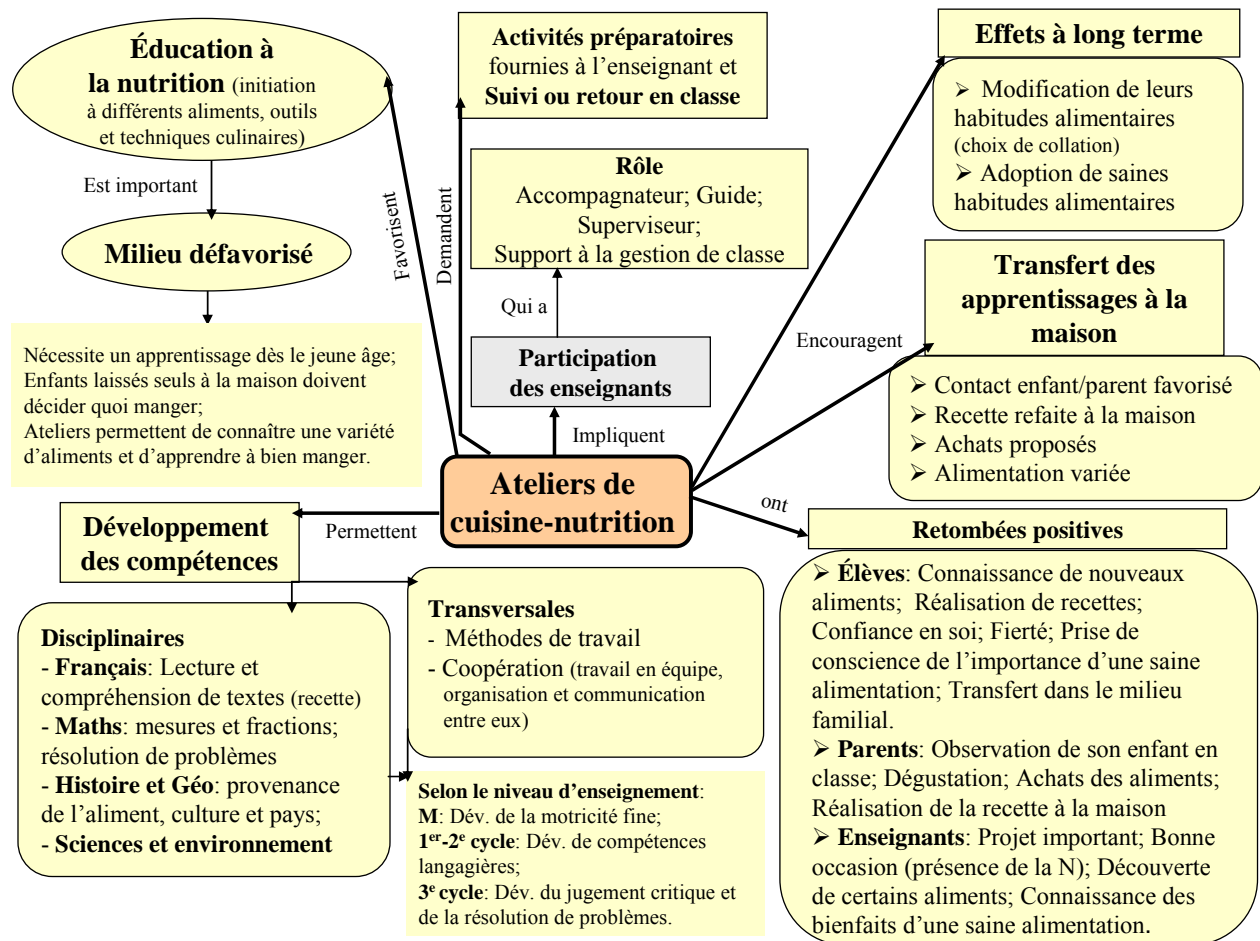 Éducation à
la nutrition (initiation
à différents aliments, outils
et techniques culinaires)
Est important
Milieu défavorisé
Nécessite un apprentissage dès le jeune âge;
Enfants laissés seuls à la maison doivent
décider quoi manger;
Ateliers permettent de connaître une variété
d’aliments et d’apprendre à bien manger.
Favorisent
Activités préparatoires
fournies à l’enseignant et
Suivi ou retour en classe
Demandent
Rôle
Accompagnateur; Guide;
Superviseur;
Support à la gestion de classe
Qui a
Participation
des enseignants
Impliquent
Ateliers de
cuisine-nutrition
Effets à long terme
➢ Modification de leurs
habitudes alimentaires
(choix de collation)
➢ Adoption de saines
habitudes alimentaires
Encouragent
Transfert des
apprentissages à la
maison
➢ Contact enfant/parent favorisé
➢ Recette refaite à la maison
➢ Achats proposés
➢ Alimentation variée
ont
Retombées positives
➢ Élèves: Connaissance de nouveaux
aliments; Réalisation de recettes;
Confiance en soi; Fierté; Prise de
conscience de l’importance d’une saine
alimentation; Transfert dans le milieu
familial.
➢ Parents: Observation de son enfant en
classe; Dégustation; Achats des aliments;
Réalisation de la recette à la maison
➢ Enseignants: Projet important; Bonne
occasion (présence de la N); Découverte
de certains aliments; Connaissance des
bienfaits d’une saine alimentation.
Permettent
Développement
des compétences
Disciplinaires
- Français: Lecture et
compréhension de textes (recette)
- Maths: mesures et fractions;
résolution de problèmes
- Histoire et Géo: provenance
de l’aliment, culture et pays;
- Sciences et environnement
Transversales
- Méthodes de travail
- Coopération (travail en équipe,
organisation et communication
entre eux)
Selon le niveau d’enseignement:
M: Dév. de la motricité fine;
1er-2e cycle: Dév. de compétences
langagières;
3e cycle: Dév. du jugement critique et
de la résolution de problèmes.